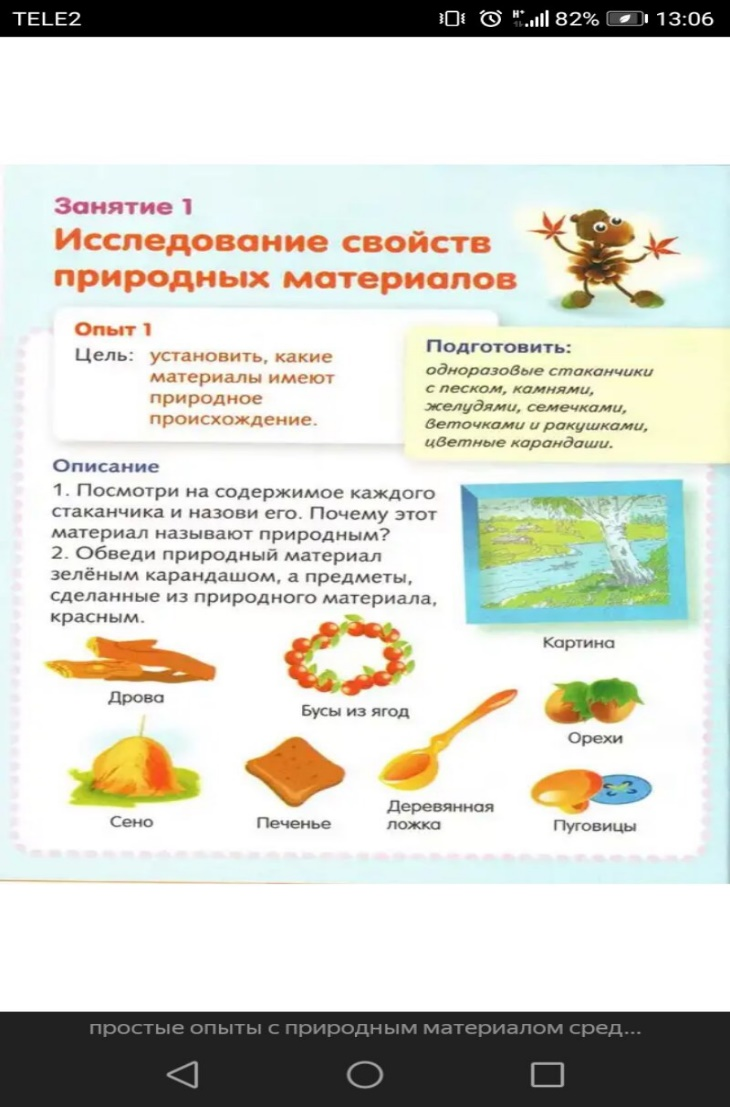 TELE2
H+ 82% 13:06
Занятие 1
Исследование свойств
природных материалов
Опыт 1
Цель: установить, какие
материалы имеют
природное
происхождение.
Подготовить:
одноразовые стаканчики
с песком, камнями,
желудями, семечками,
веточками и ракушками,
цветные карандаши.
Описание
1. Посмотри на содержимое каждого
стаканчика и назови его. Почему этот
материал называют природным?
2. Обведи природный материал
зелёным карандашом, а предметы,
сделанные из природного материала,
красным.
Картина
Дрова
Бусы из ягод
Орехи
Сено
Печенье
Деревянная
ложка
Пуговицы
простые опыты с природным материалом сред...